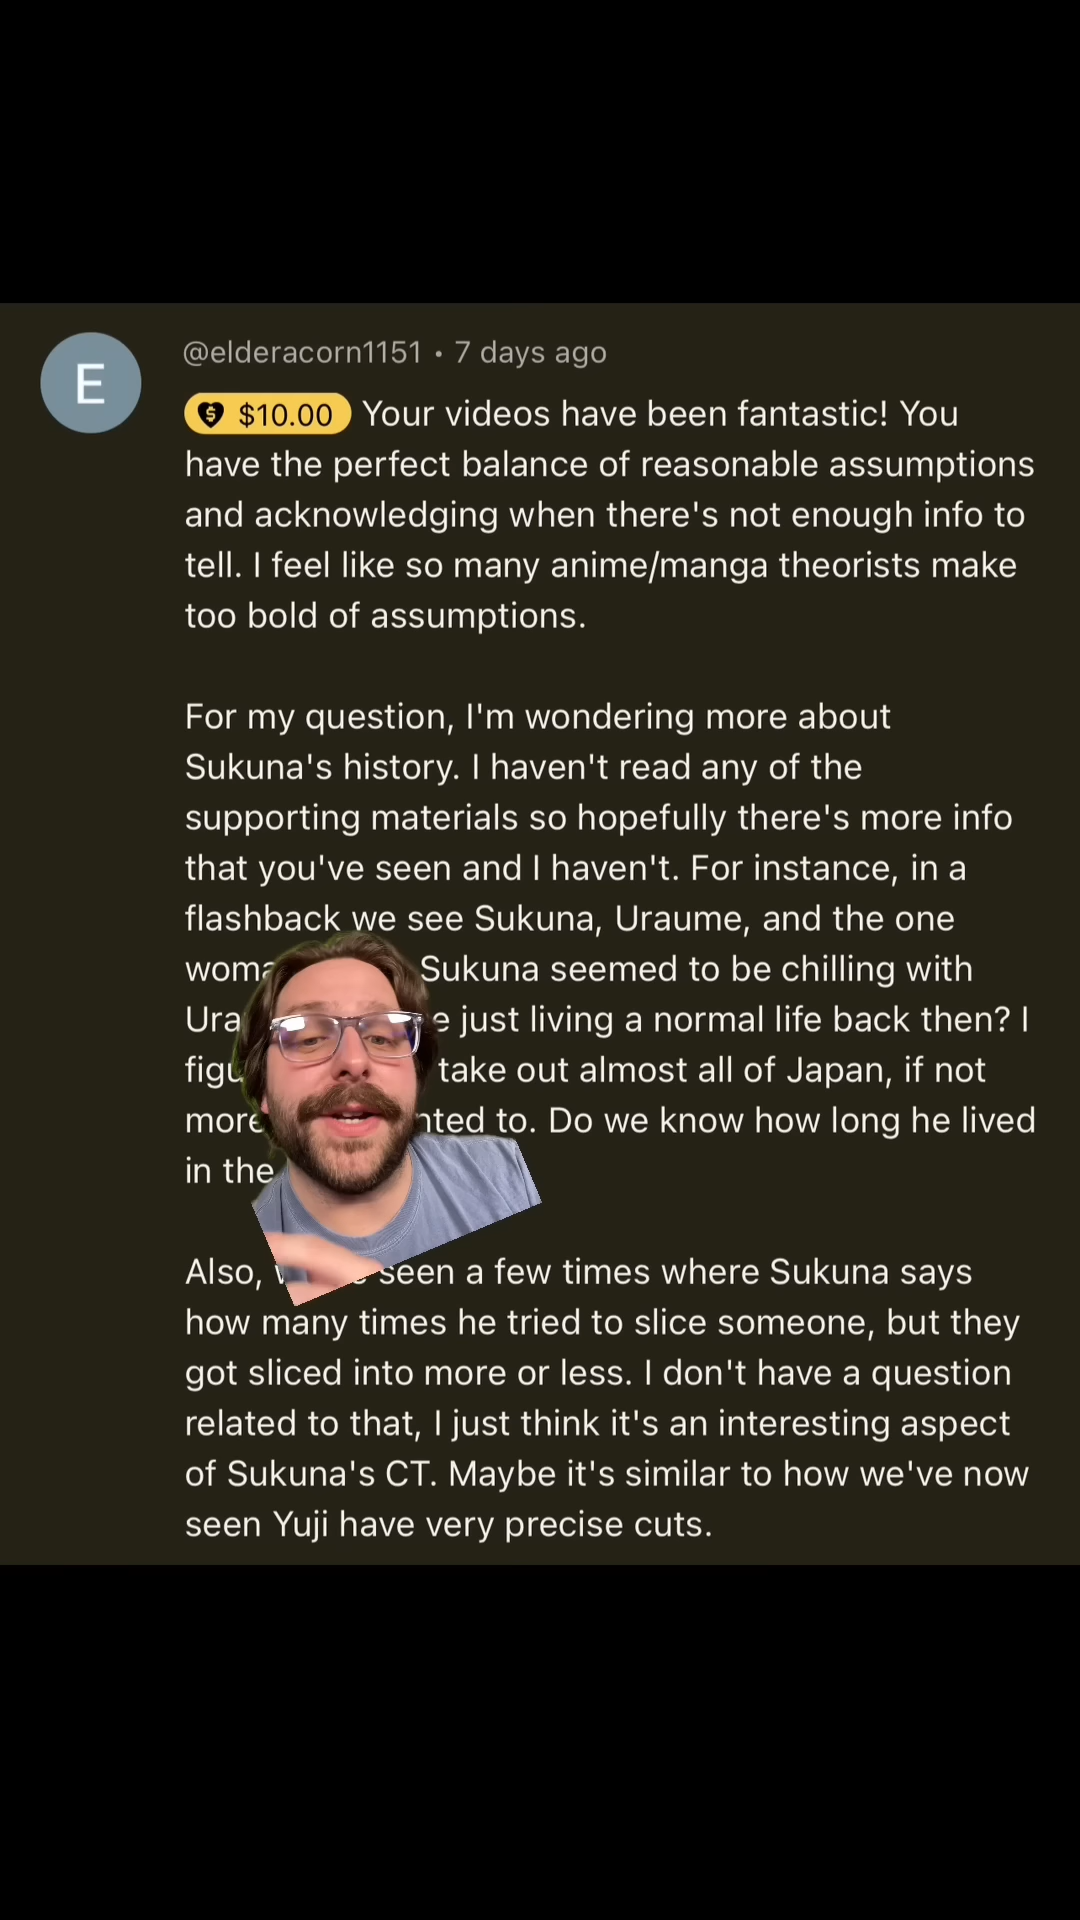 E
@elderacorn1151 • 7 days ago
$10.00 Your videos have been fantastic! You
have the perfect balance of reasonable assumptions
and acknowledging when there's not enough info to
tell. I feel like so many anime/manga theorists make
too bold of assumptions.
For my question, I'm wondering more about
Sukuna's history. I haven't read any of the
supporting materials so hopefully there's more info
that you've seen and I haven't. For instance, in a
flashback we see Sukuna, Uraume, and the one
Sukuna seemed to be chilling with
just living a normal life back then? I
take out almost all of Japan, if not
to. Do we know how long he lived
in the
Also, seen a few times where Sukuna says
how many times he tried to slice someone, but they
got sliced into more or less. I don't have a question
related to that, I just think it's an interesting aspect
of Sukuna's CT. Maybe it's similar to how we've now
seen Yuji have very precise cuts.